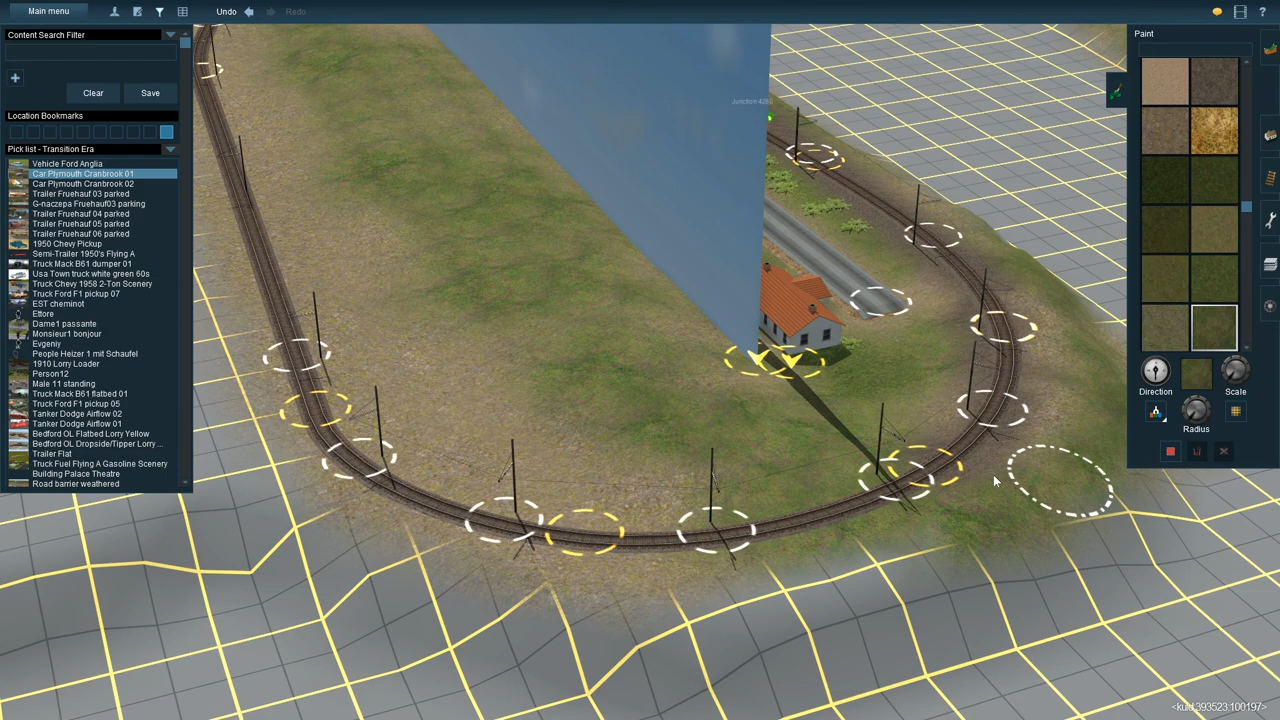 Main menu
Undo
Redo
?
Content Search Filter
Clear
Save
Location Bookmarks
Pick list - Transition Era
Vehicle Ford Anglia
Car Plymouth Cranbrook 01
Car Plymouth Cranbrook 02
Trailer Fruehauf 03 parked
G-naczepa Fruehauf03 parking
Trailer Fruehauf 04 parked
Trailer Fruehauf 05 parked
Trailer Fruehauf 06 parked
1950 Chevy Pickup
Semi-Trailer 1950's Flying A
Truck Mack B61 dumper 01
Usa Town truck white green 60s
Truck Chevy 1958 2-Ton Scenery
Truck Ford F1 pickup 07
EST cheminot
Ettore
Dame1 passante
Monsieur1 bonjour
Evgeniy
People Heizer 1 mit Schaufel
1910 Lorry Loader
Person12
Male 11 standing
Truck Mack B61 flatbed 01
Truck Ford F1 pickup 05
Tanker Dodge Airflow 02
Tanker Dodge Airflow 01
Bedford OL Flatbed Lorry Yellow
Bedford OL Dropside/Tipper Lorry ...
Trailer Flat
Truck Fuel Flying A Gasoline Scenery
Building Palace Theatre
Road barrier weathered
Paint
Direction
Scale
Radius
<kuid:393523:100197>